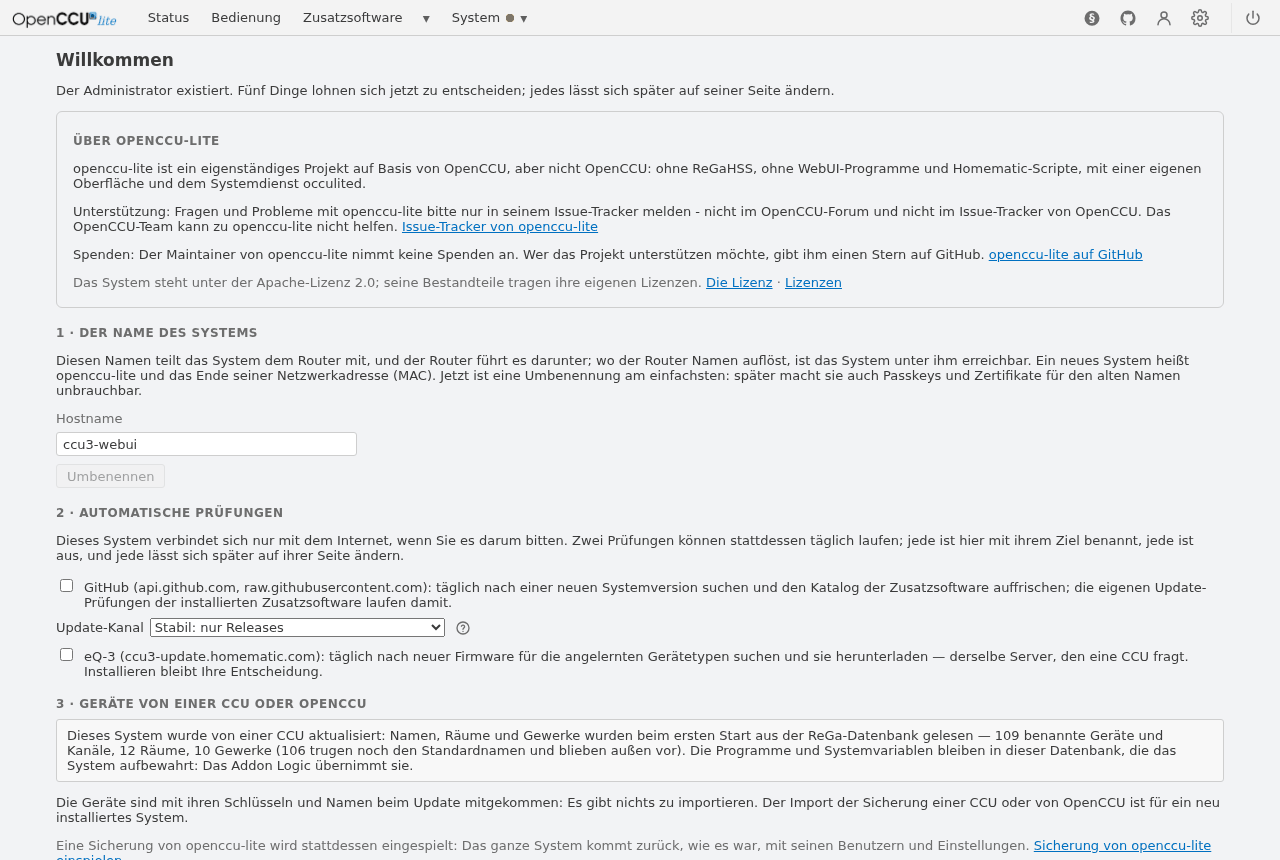 OpenCCU lite Status Bedienung Zusatzsoftware ▼ System ▼
Willkommen
Der Administrator existiert. Fünf Dinge lohnen sich jetzt zu entscheiden; jedes lässt sich später auf seiner Seite ändern.
ÜBER OPENCCU-LITE
openccu-lite ist ein eigenständiges Projekt auf Basis von OpenCCU, aber nicht OpenCCU: ohne ReGaHSS, ohne WebUI-Programme und Homematic-Scripte, mit einer eigenen
Oberfläche und dem Systemdienst occulited.
Unterstützung: Fragen und Probleme mit openccu-lite bitte nur in seinem Issue-Tracker melden - nicht im OpenCCU-Forum und nicht im Issue-Tracker von OpenCCU. Das
OpenCCU-Team kann zu openccu-lite nicht helfen. Issue-Tracker von openccu-lite
Spenden: Der Maintainer von openccu-lite nimmt keine Spenden an. Wer das Projekt unterstützen möchte, gibt ihm einen Stern auf GitHub. openccu-lite auf GitHub
Das System steht unter der Apache-Lizenz 2.0; seine Bestandteile tragen ihre eigenen Lizenzen. Die Lizenz · Lizenzen
1 · DER NAME DES SYSTEMS
Diesen Namen teilt das System dem Router mit, und der Router führt es darunter; wo der Router Namen auflöst, ist das System unter ihm erreichbar. Ein neues System heißt
openccu-lite und das Ende seiner Netzwerkadresse (MAC). Jetzt ist eine Umbenennung am einfachsten: später macht sie auch Passkeys und Zertifikate für den alten Namen
unbrauchbar.
Hostname
ccu3-webui
Umbenennen
2 · AUTOMATISCHE PRÜFUNGEN
Dieses System verbindet sich nur mit dem Internet, wenn Sie es darum bitten. Zwei Prüfungen können stattdessen täglich laufen; jede ist hier mit ihrem Ziel benannt, jede ist
aus, und jede lässt sich später auf ihrer Seite ändern.
GitHub (api.github.com, raw.githubusercontent.com): täglich nach einer neuen Systemversion suchen und den Katalog der Zusatzsoftware auffrischen; die eigenen Update-
Prüfungen der installierten Zusatzsoftware laufen damit.
Update-Kanal Stabil: nur Releases
eQ-3 (ccu3-update.homematic.com): täglich nach neuer Firmware für die angelernten Gerätetypen suchen und sie herunterladen — derselbe Server, den eine CCU fragt.
Installieren bleibt Ihre Entscheidung.
3 · GERÄTE VON EINER CCU ODER OPENCCU
Dieses System wurde von einer CCU aktualisiert: Namen, Räume und Gewerke wurden beim ersten Start aus der ReGa-Datenbank gelesen — 109 benannte Geräte und
Kanäle, 12 Räume, 10 Gewerke (106 trugen noch den Standardnamen und blieben außen vor). Die Programme und Systemvariablen bleiben in dieser Datenbank, die das
System aufbewahrt: Das Addon Logic übernimmt sie.
Die Geräte sind mit ihren Schlüsseln und Namen beim Update mitgekommen: Es gibt nichts zu importieren. Der Import der Sicherung einer CCU oder von OpenCCU ist für ein neu
installiertes System.
Eine Sicherung von openccu-lite wird stattdessen eingespielt: Das ganze System kommt zurück, wie es war, mit seinen Benutzern und Einstellungen. Sicherung von openccu-lite
einspielen